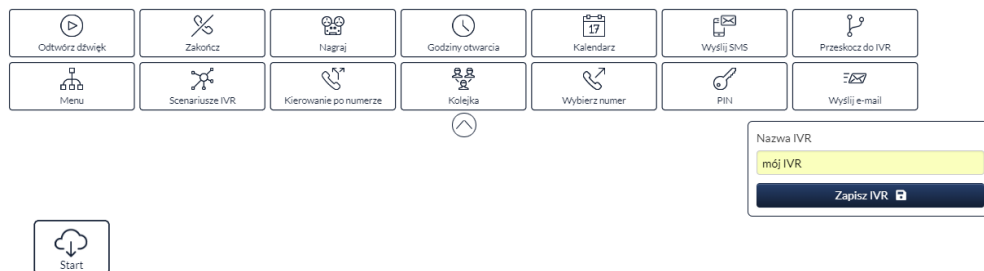 Odtwórz dźwięk
Zakończ
Nagraj
Godziny otwarcia
17
Kalendarz
Wyślij SMS
Przeskocz do IVR
Menu
Scenariusze IVR
Kierowanie po numerze
Kolejka
Wybierz numer
PIN
Wyślij e-mail
Nazwa IVR
mój IVR
Zapisz IVR
Start